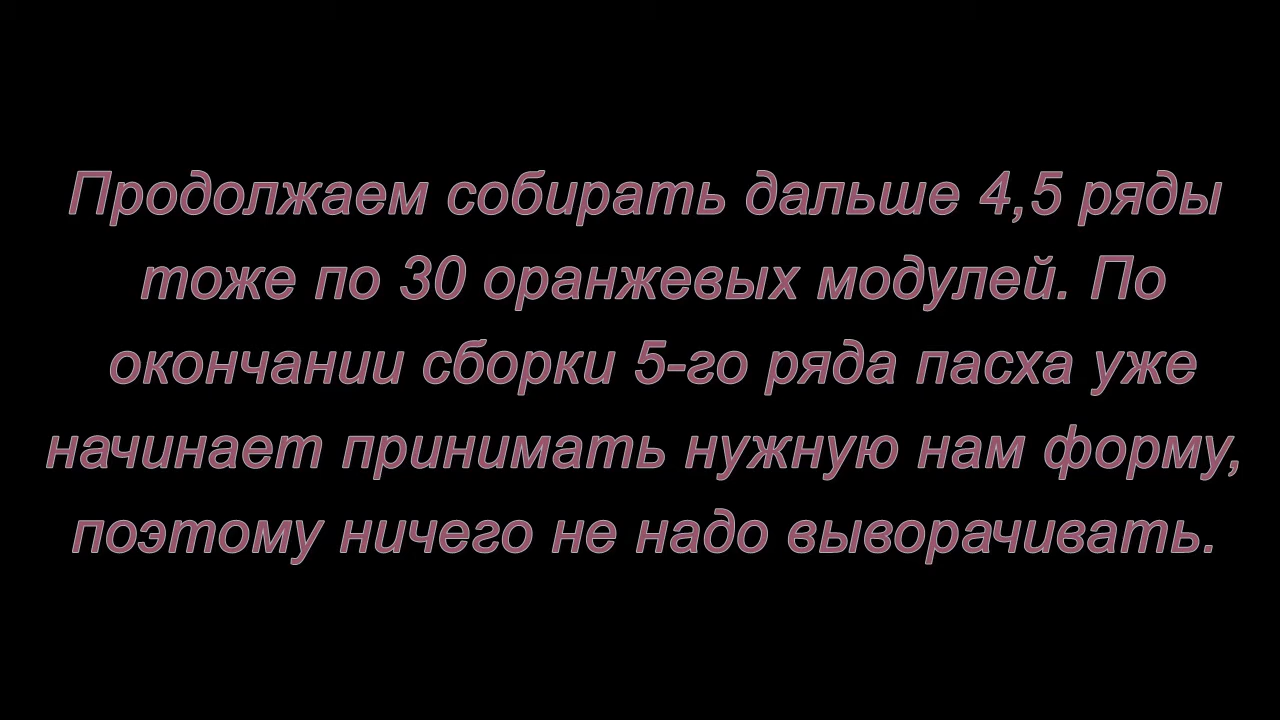 Продолжаем собирать дальше 4,5 ряды
тоже по 30 оранжевых модулей. По
окончании сборки 5-го ряда пасха уже
начинает принимать нужную нам форму,
поэтому ничего не надо выворачивать.